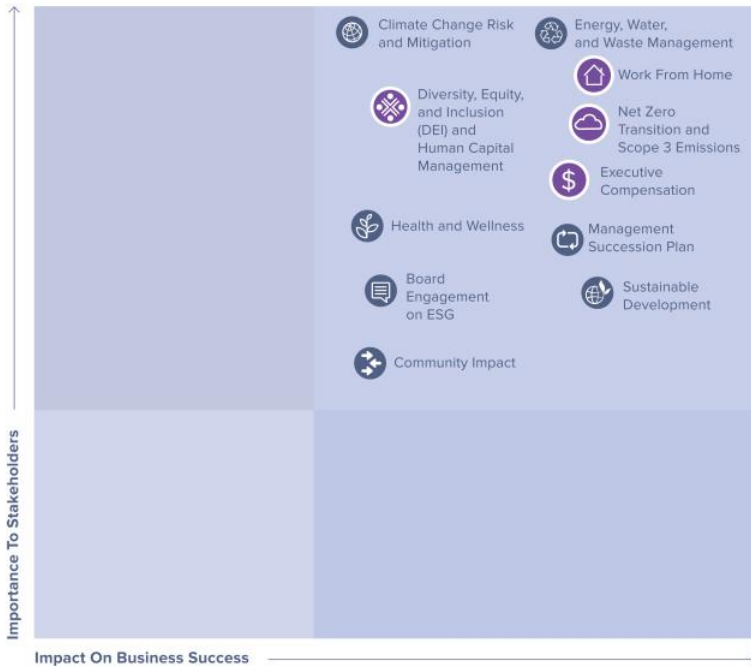 Climate Change Risk
and Mitigation
Energy, Water,
and Waste Management
Work From Home
Diversity, Equity,
and Inclusion
(DEI) and
Human Capital
Management
Net Zero
Transition and
Scope 3 Emissions
$
Executive
Compensation
Health and Wellness
Management
Succession Plan
Board
Engagement
on ESG
Sustainable
Development
Community Impact
Importance To Stakeholders
Impact On Business Success